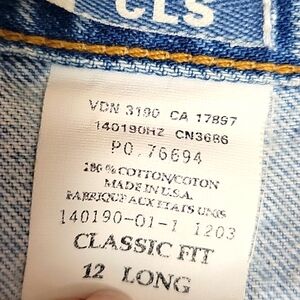 CLS
VDN 3190 CA 17897
140190HZ CN3686
PO. 76694
100% COTTON/COTON
MADE IN U.S.A.
FABRIQUE AUX ETATS UNIS
140190-01-1 1203
CLASSIC FIT
12 LONG